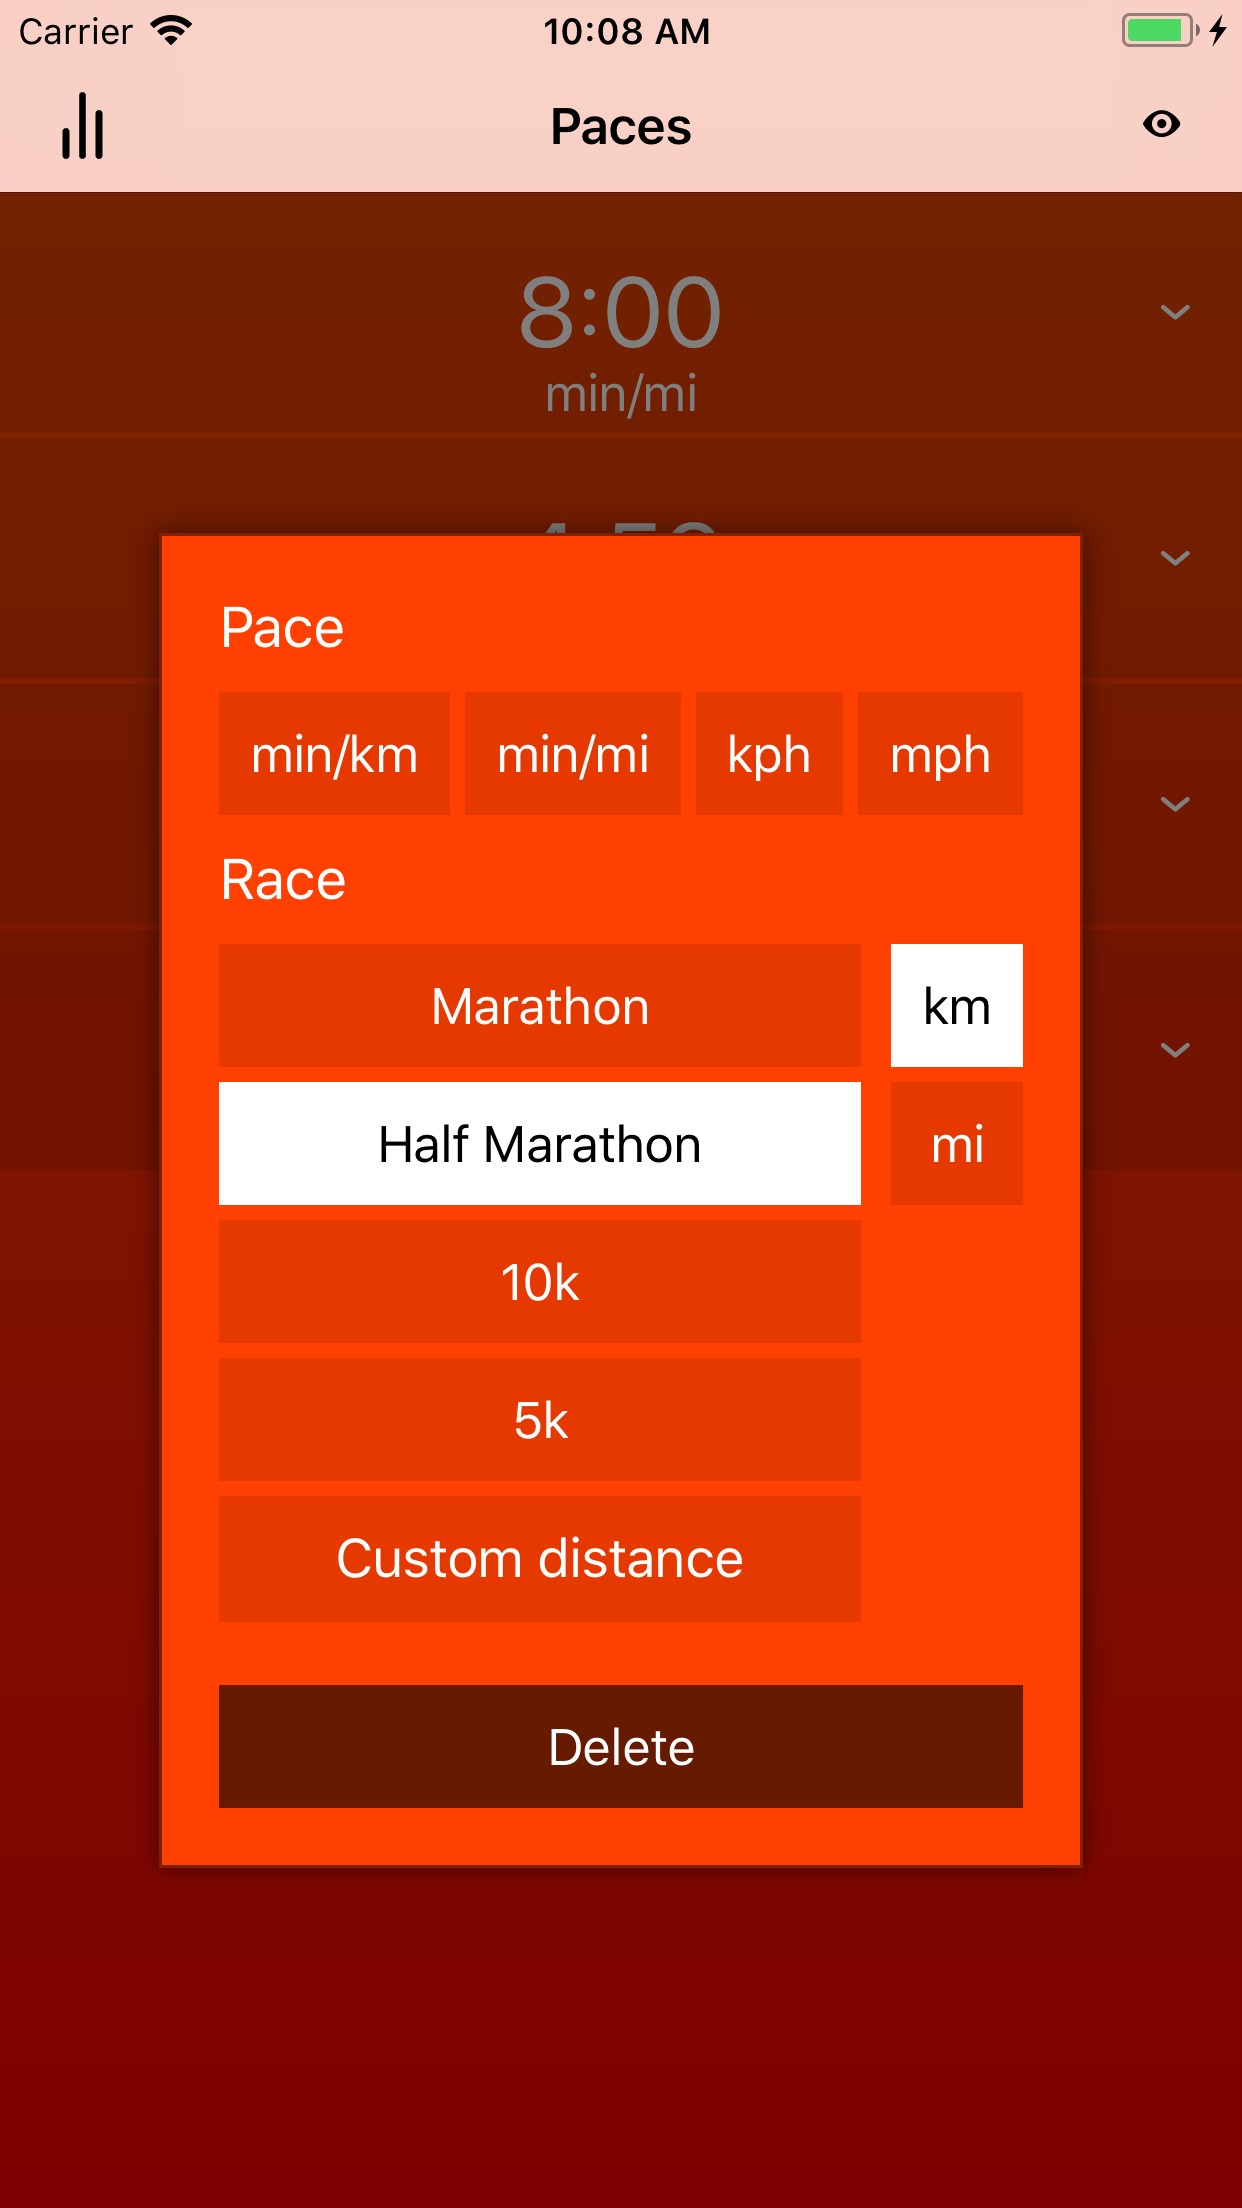 Carrier 10:08 AM
Paces
8:00
min/mi
Pace
min/km min/mi kph mph
Race
Marathon km
Half Marathon mi
10k
5k
Custom distance
Delete